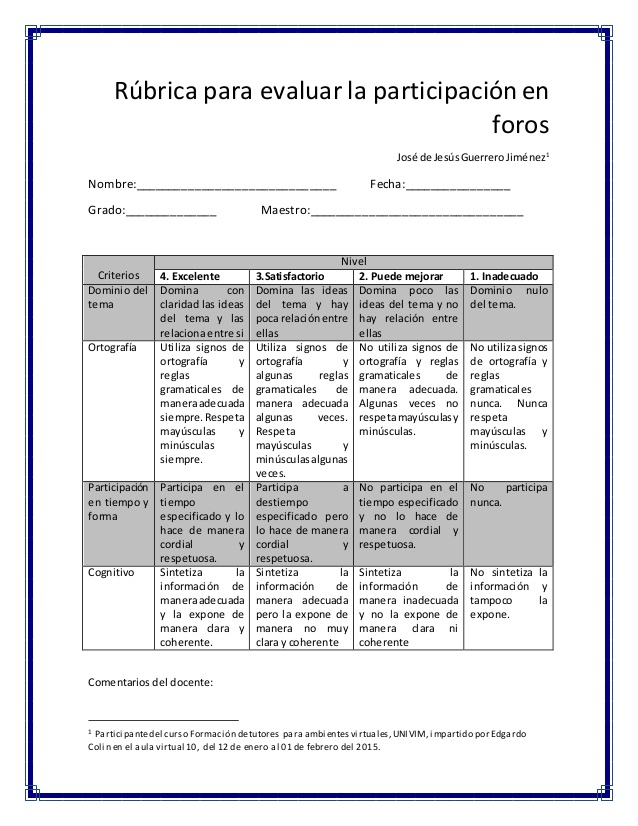 Rúbrica para evaluar la participación en
foros
José de Jesús Guerrero Jiménez¹
Nombre:______________________________ Fecha:________________
Grado:______________ Maestro:________________________________
Nivel
Criterios 4. Excelente 3.Satisfactorio 2. Puede mejorar 1. Inadecuado
Dominio del
tema
Domina con
claridad las ideas
del tema y las
relaciona entre si
Domina las ideas
del tema y hay
poca relación entre
ellas
Domina poco las
ideas del tema y no
hay relación entre
ellas
Dominio nulo
del tema.
Ortografía
Utiliza signos de
ortografía y
reglas
gramaticales de
manera adecuada
siempre. Respeta
mayúsculas y
minúsculas
siempre.
Utiliza signos de
ortografía y
algunas reglas
gramaticales de
manera adecuada
algunas veces.
Respeta
mayúsculas y
minúsculas algunas
veces.
No utiliza signos de
ortografía y reglas
gramaticales de
manera adecuada.
Algunas veces no
respeta mayúsculas y
minúsculas.
No utiliza signos
de ortografía y
reglas
gramaticales
nunca. Nunca
respeta
mayúsculas y
minúsculas.
Participación
en tiempo y
forma
Participa en el
tiempo
especificado y lo
hace de manera
cordial y
respetuosa.
Participa a
destiempo
especificado pero
lo hace de manera
cordial y
respetuosa.
No participa en el
tiempo especificado
y no lo hace de
manera cordial y
respetuosa.
No participa
nunca.
Cognitivo
Sintetiza la
información de
manera adecuada
y la expone de
manera clara y
coherente.
Sintetiza la
información de
manera adecuada
pero la expone de
manera no muy
clara y coherente
Sintetiza la
información de
manera inadecuada
y no la expone de
manera clara ni
coherente
No sintetiza la
información y
tampoco la
expone.
Comentarios del docente:
¹ Participante del curso Formación de tutores para ambientes virtuales, UNIVIM, impartido por Edgardo
Colin en el aula virtual 10, del 12 de enero al 01 de febrero del 2015.